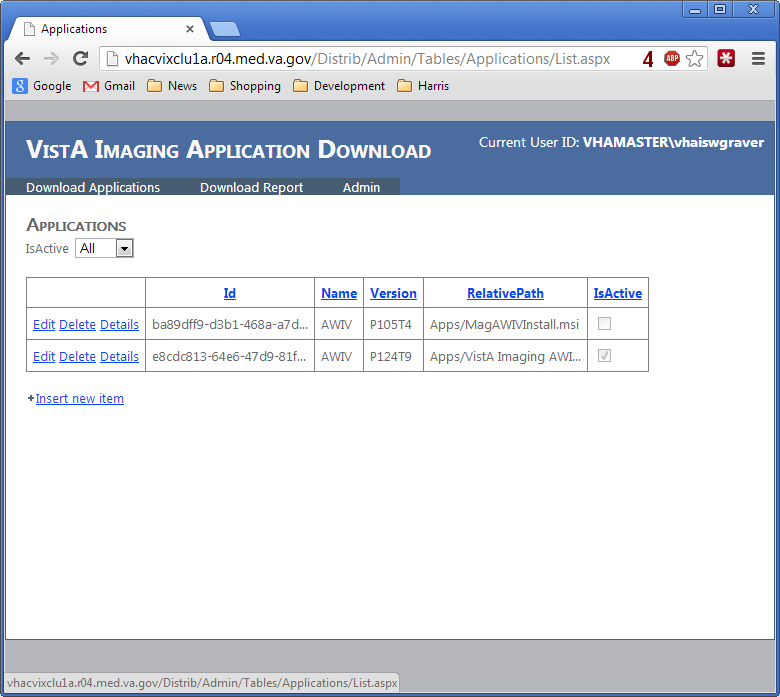 Applications
vhacvixclu1a.r04.med.va.gov/Distrib/Admin/Tables/Applications/List.aspx 4 ABP
8 Google Gmail News Shopping Development Harris
VistA Imaging Application Download Current User ID: VHAMASTER\vhaiswgraver
Download Applications Download Report Admin
Applications
IsActive All
Id Name Version RelativePath IsActive
Edit Delete Details ba89dff9-d3b1-468a-a7d... AWIV P105T4 Apps/MagAWIVInstall.msi
Edit Delete Details e8cdc813-64e6-47d9-81f... AWIV P124T9 Apps/VistA Imaging AWI...
+Insert new item
vhacvixclu1a.r04.med.va.gov/Distrib/Admin/Tables/Applications/List.aspx